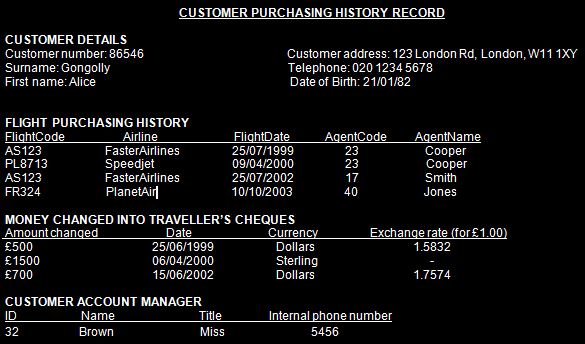 CUSTOMER PURCHASING HISTORY RECORD
CUSTOMER DETAILS
Customer number: 86546 Customer address: 123 London Rd, London, W11 1XY
Surname: Gongolly Telephone: 020 1234 5678
First name: Alice Date of Birth: 21/01/82
FLIGHT PURCHASING HISTORY
FlightCode Airline FlightDate AgentCode AgentName
AS123 FasterAirlines 25/07/1999 23 Cooper
PL8713 Speedjet 09/04/2000 23 Cooper
AS123 FasterAirlines 25/07/2002 17 Smith
FR324 PlanetAir 10/10/2003 40 Jones
MONEY CHANGED INTO TRAVELLER'S CHEQUES
Amount changed Date Currency Exchange rate (for £1.00)
£500 25/06/1999 Dollars 1.5832
£1500 06/04/2000 Sterling -
£700 15/06/2002 Dollars 1.7574
CUSTOMER ACCOUNT MANAGER
ID Name Title Internal phone number
32 Brown Miss 5456